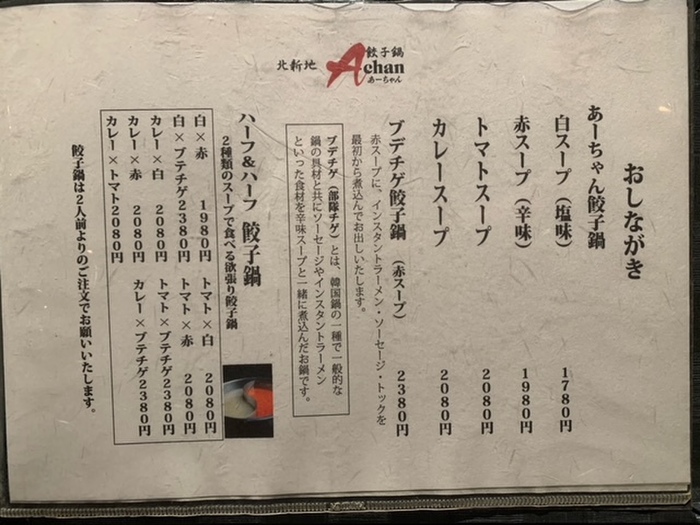 北新地
Achan
餃子鍋
あーちゃん
おしながき
あーちゃん餃子鍋
白スープ（塩味） 1780円
赤スープ（辛味） 1980円
トマトスープ 2080円
カレースープ 2080円
ブデチゲ餃子鍋（赤スープ） 2380円
赤スープに、インスタントラーメン・ソーセージ・トックを
最初から煮込んでお出しいたします。
ブデチゲ（部隊チゲ）とは、韓国鍋の一種で一般的な
鍋の具材と共にソーセージやインスタントラーメン
といった食材を辛味スープと一緒に煮込んだお鍋です。
ハーフ&ハーフ 餃子鍋
2種類のスープで食べる欲張り餃子鍋
白×赤 1980円
白×ブテチゲ2380円
カレー×白 2080円
カレー×赤 2080円
カレー×トマト2080円
トマト×白 2080円
トマト×赤 2080円
トマト×ブテチゲ2380円
カレー×ブテチゲ2380円
餃子鍋は2人前よりのご注文でお願いいたします。